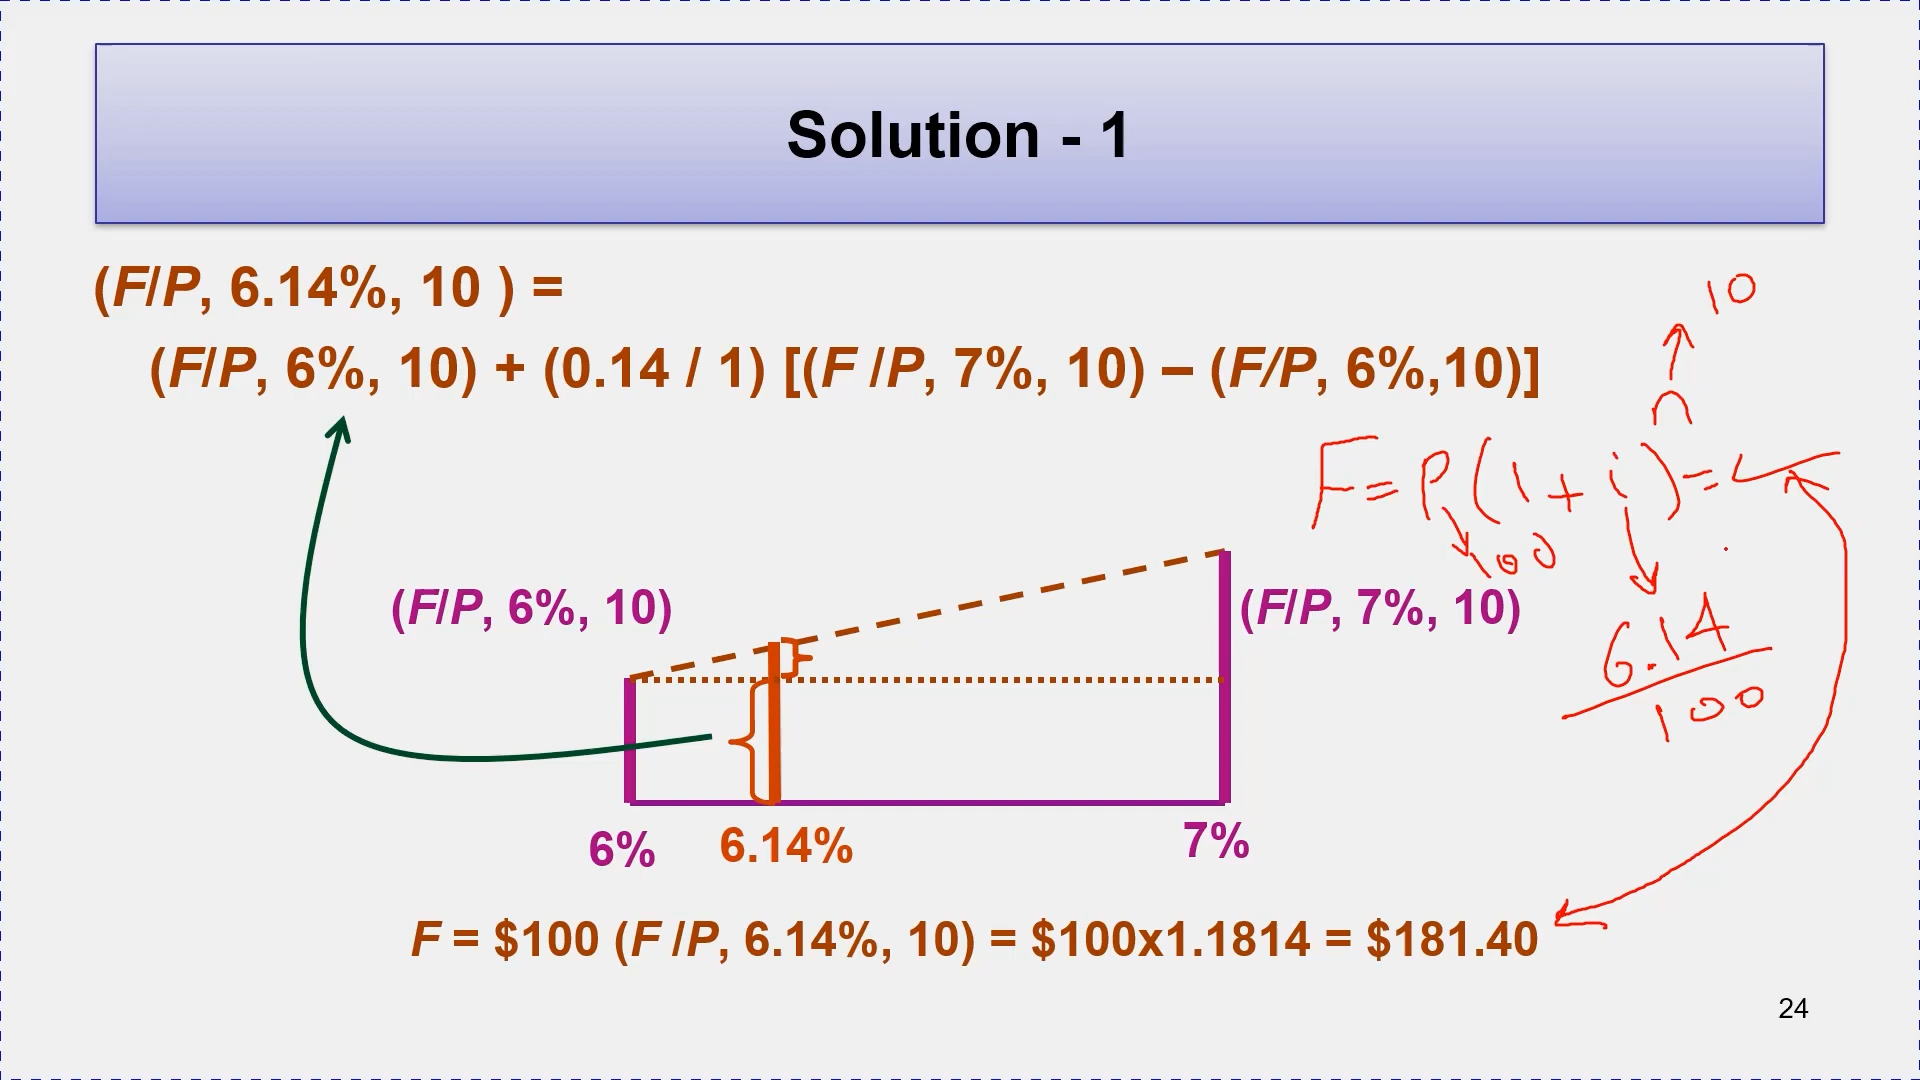 Solution - 1
(F/P, 6.14%, 10 ) =
(F/P, 6%, 10) + (0.14 / 1) [(F /P, 7%, 10) – (F/P, 6%,10)]
10
n
F = P(1 + i) =
100
(F/P, 6%, 10)
(F/P, 7%, 10)
6.14
100
6%
6.14%
7%
F = $100 (F /P, 6.14%, 10) = $100x1.1814 = $181.40
24